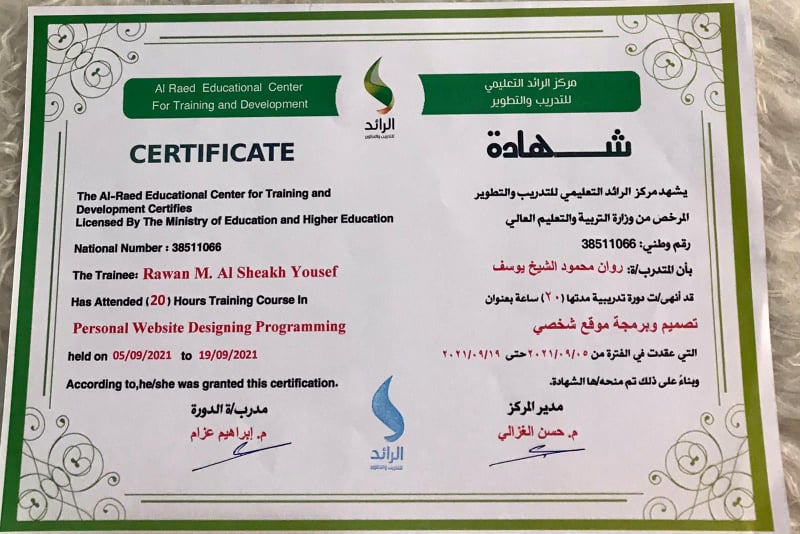 Al Raed Educational Center
For Training and Development
الرائد
للتدريب والتطوير
مركز الرائد التعليمي
للتدريب والتطوير
CERTIFICATE
The Al-Raed Educational Center for Training and
Development Certifies
Licensed By The Ministry of Education and Higher Education
National Number : 38511066
The Trainee: Rawan M. Al Sheakh Yousef
Has Attended (20) Hours Training Course In
Personal Website Designing Programming
held on 05/09/2021 to 19/09/2021
According to,he/she was granted this certification.
شهادة
يشهد مركز الرائد التعليمي للتدريب والتطوير
المرخص من وزارة التربية والتعليم العالي
رقم وطني: 38511066
بأن المتدرب/ة: روان محمود الشيخ يوسف
قد أنهى/ت دورة تدريبية مدتها (٢٠) ساعة بعنوان
تصميم وبرمجة موقع شخصي
التي عقدت في الفترة من ٢٠٢١/٠٩/٠٥ حتى ٢٠٢١/٠٩/١٩
وبناءً على ذلك تم منحه/ها الشهادة.
مدرب/ة الدورة
م. إبراهيم عزام
الرائد
للتدريب والتطوير
مدير المركز
م. حسن الغزالي